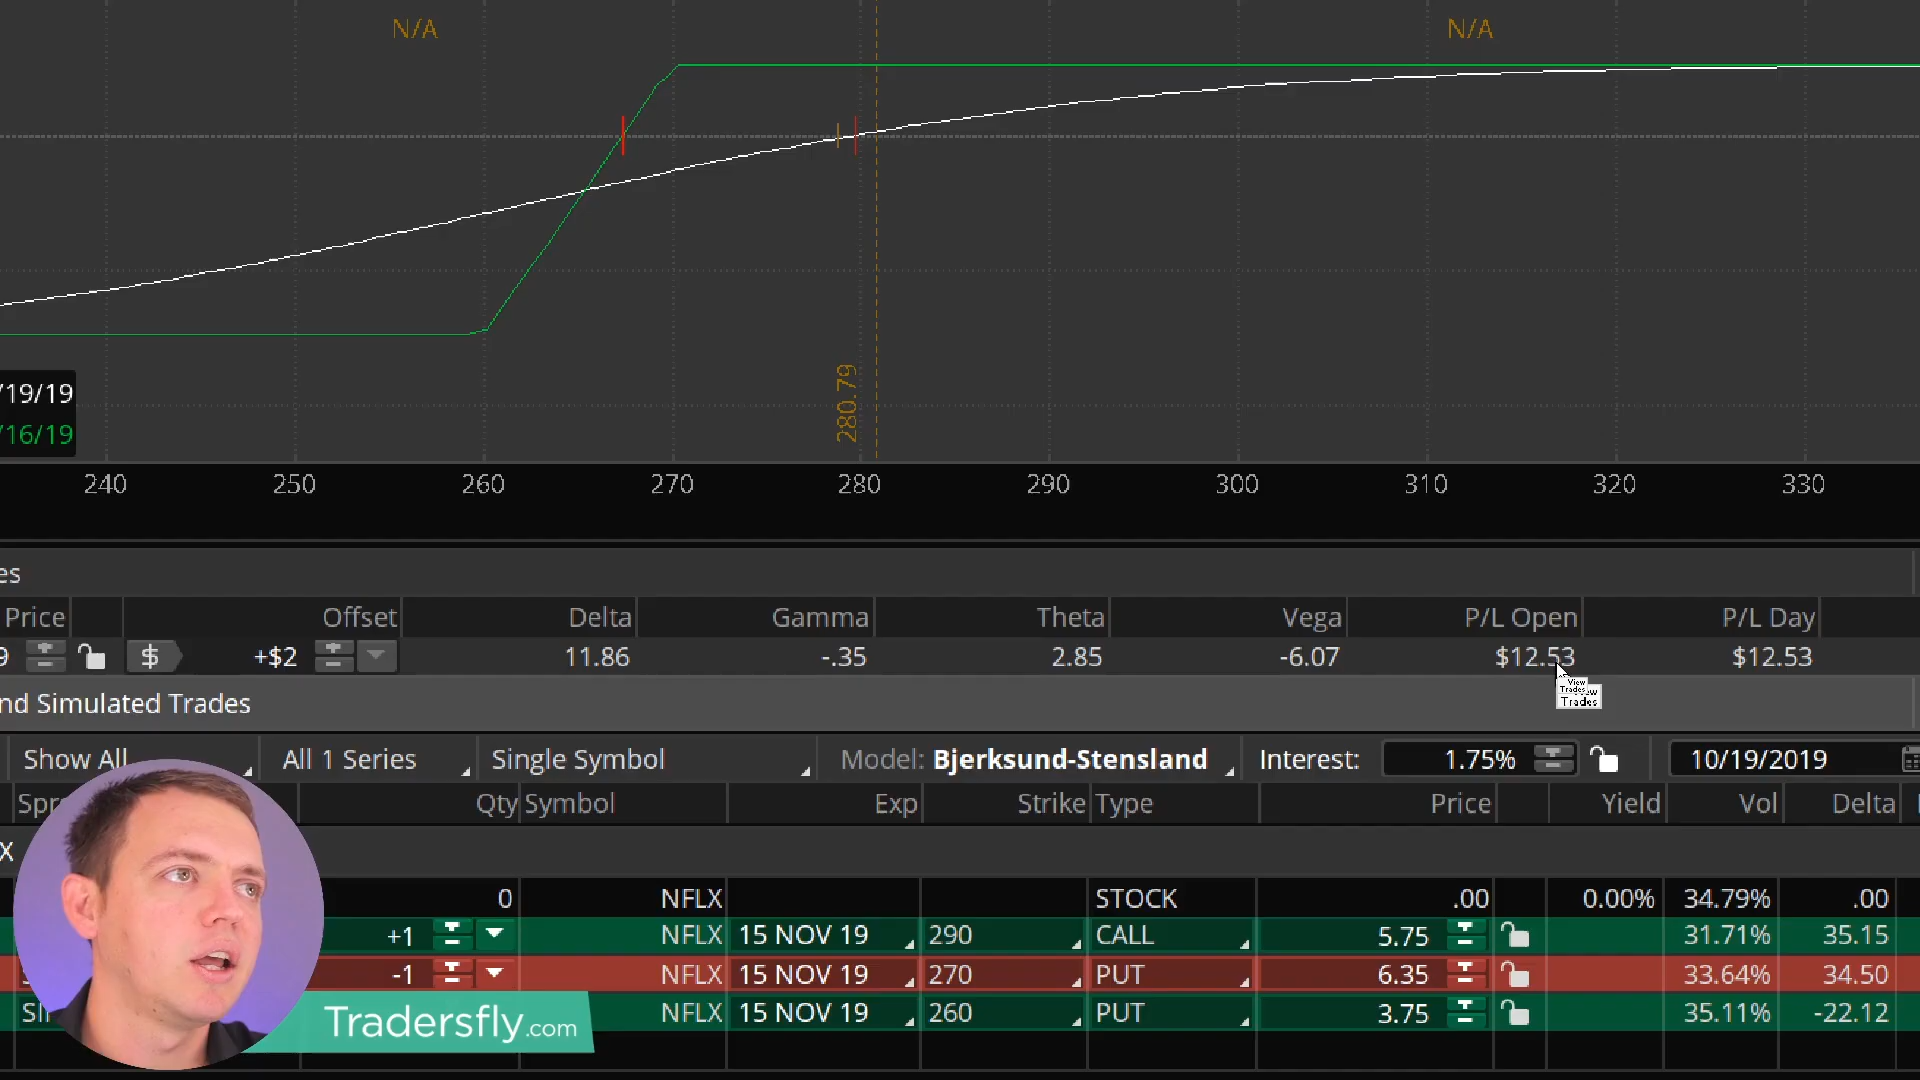 N/A N/A
280.79
/19/19
/16/19
240 250 260 270 280 290 300 310 320 330
es
Price Offset Delta Gamma Theta Vega P/L Open P/L Day
9 $ +$2 11.86 -.35 2.85 -6.07 $12.53 $12.53
View
Trades
Trades
nd Simulated Trades
Show All All 1 Series Single Symbol Model: Bjerksund-Stensland Interest: 1.75% 10/19/2019
Spr Qty Symbol Exp Strike Type Price Yield Vol Delta
X
0 NFLX STOCK .00 0.00% 34.79% .00
+1 NFLX 15 NOV 19 290 CALL 5.75 31.71% 35.15
-1 NFLX 15 NOV 19 270 PUT 6.35 33.64% 34.50
NFLX 15 NOV 19 260 PUT 3.75 35.11% -22.12
Tradersfly.com